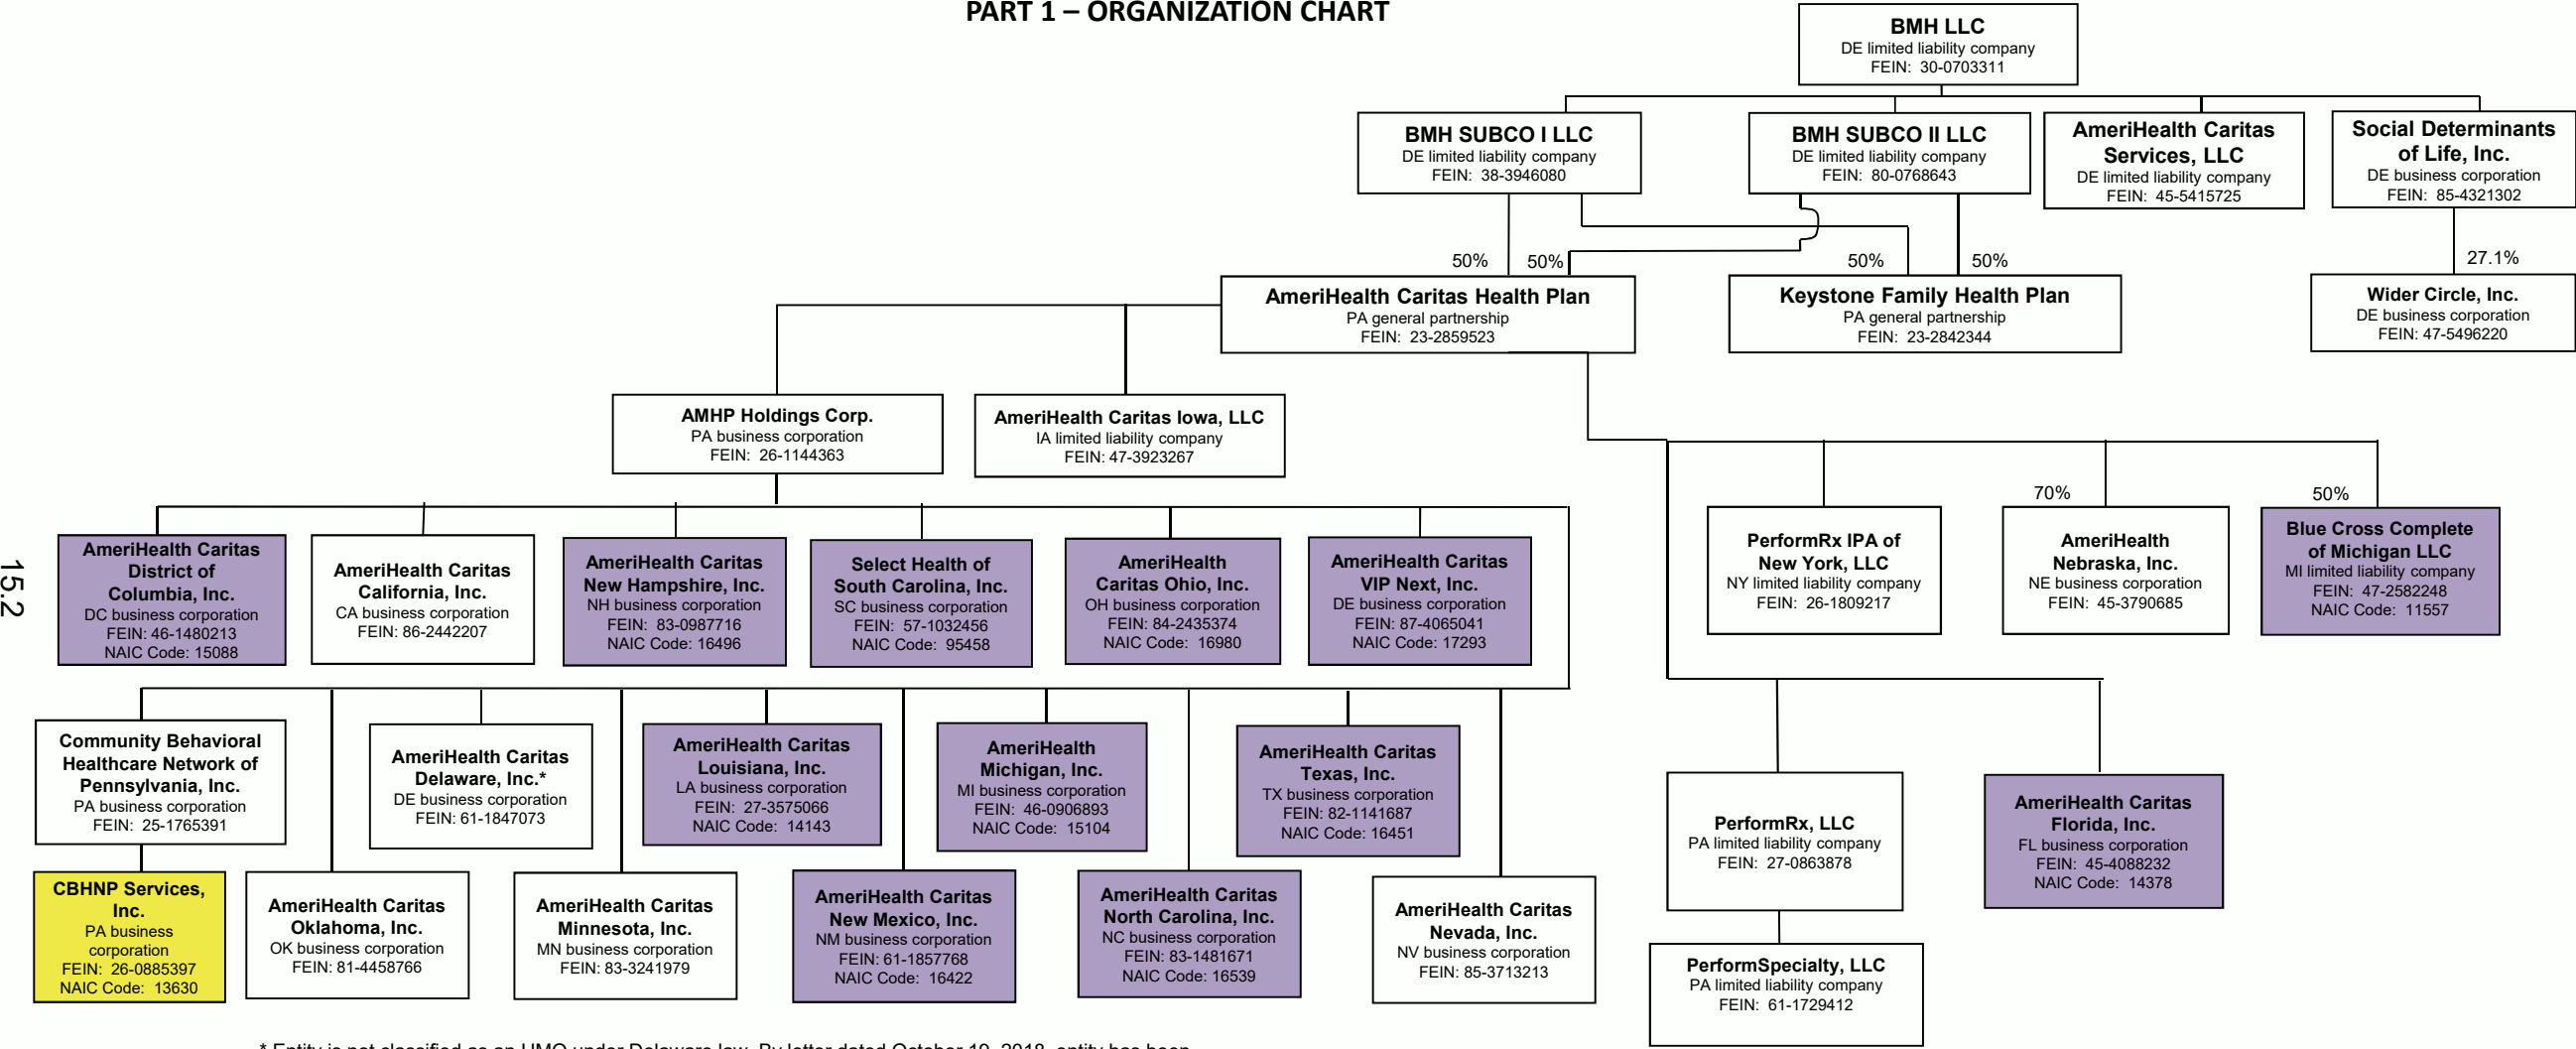 PART 1 – ORGANIZATION CHART
BMH LLC
DE limited liability company
FEIN: 30-0703311
BMH SUBCO I LLC
DE limited liability company
FEIN: 38-3946080
BMH SUBCO II LLC
DE limited liability company
FEIN: 80-0768643
AmeriHealth Caritas
Services, LLC
DE limited liability company
FEIN: 45-5415725
Social Determinants
of Life, Inc.
DE business corporation
FEIN: 85-4321302
50%
50%
50%
50%
27.1%
AmeriHealth Caritas Health Plan
PA general partnership
FEIN: 23-2859523
Keystone Family Health Plan
PA general partnership
FEIN: 23-2842344
Wider Circle, Inc.
DE business corporation
FEIN: 47-5496220
AMHP Holdings Corp.
PA business corporation
FEIN: 26-1144363
AmeriHealth Caritas Iowa, LLC
IA limited liability company
FEIN: 47-3923267
70%
50%
AmeriHealth Caritas
District of
Columbia, Inc.
DC business corporation
FEIN: 46-1480213
NAIC Code: 15088
AmeriHealth Caritas
California, Inc.
CA business corporation
FEIN: 86-2442207
AmeriHealth Caritas
New Hampshire, Inc.
NH business corporation
FEIN: 83-0987716
NAIC Code: 16496
Select Health of
South Carolina, Inc.
SC business corporation
FEIN: 57-1032456
NAIC Code: 95458
AmeriHealth
Caritas Ohio, Inc.
OH business corporation
FEIN: 84-2435374
NAIC Code: 16980
AmeriHealth Caritas
VIP Next, Inc.
DE business corporation
FEIN: 87-4065041
NAIC Code: 17293
PerformRx IPA of
New York, LLC
NY limited liability company
FEIN: 26-1809217
AmeriHealth
Nebraska, Inc.
NE business corporation
FEIN: 45-3790685
Blue Cross Complete
of Michigan LLC
MI limited liability company
FEIN: 47-2582248
NAIC Code: 11557
15.2
Community Behavioral
Healthcare Network of
Pennsylvania, Inc.
PA business corporation
FEIN: 25-1765391
AmeriHealth Caritas
Delaware, Inc.*
DE business corporation
FEIN: 61-1847073
AmeriHealth Caritas
Louisiana, Inc.
LA business corporation
FEIN: 27-3575066
NAIC Code: 14143
AmeriHealth
Michigan, Inc.
MI business corporation
FEIN: 46-0906893
NAIC Code: 15104
AmeriHealth Caritas
Texas, Inc.
TX business corporation
FEIN: 82-1141687
NAIC Code: 16451
PerformRx, LLC
PA limited liability company
FEIN: 27-0863878
AmeriHealth Caritas
Florida, Inc.
FL business corporation
FEIN: 45-4088232
NAIC Code: 14378
CBHNP Services,
Inc.
PA business
corporation
FEIN: 26-0885397
NAIC Code: 13630
AmeriHealth Caritas
Oklahoma, Inc.
OK business corporation
FEIN: 81-4458766
AmeriHealth Caritas
Minnesota, Inc.
MN business corporation
FEIN: 83-3241979
AmeriHealth Caritas
New Mexico, Inc.
NM business corporation
FEIN: 61-1857768
NAIC Code: 16422
AmeriHealth Caritas
North Carolina, Inc.
NC business corporation
FEIN: 83-1481671
NAIC Code: 16539
AmeriHealth Caritas
Nevada, Inc.
NV business corporation
FEIN: 85-3713213
PerformSpecialty, LLC
PA limited liability company
FEIN: 61-1729412
* Entity is not classified as an HMO under Delaware law. By letter dated October 19, 2018, entity has been